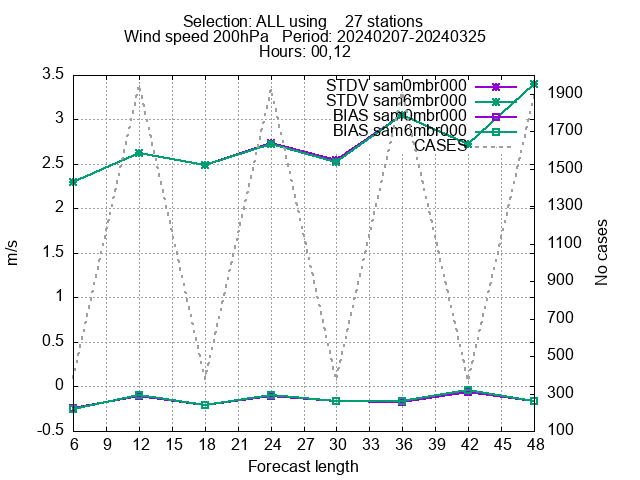 Selection: ALL using    27 stations
Wind speed 200hPa   Period: 20240207-20240325
Hours: 00,12
STDV sam0mbr000
STDV sam6mbr000
BIAS sam0mbr000
BIAS sam6mbr000
CASES
m/s
3.5
3
2.5
2
1.5
1
0.5
0
-0.5
1900
1700
1500
1300
1100
900
700
500
300
100
No cases
6 9 12 15 18 21 24 27 30 33 36 39 42 45 48
Forecast length